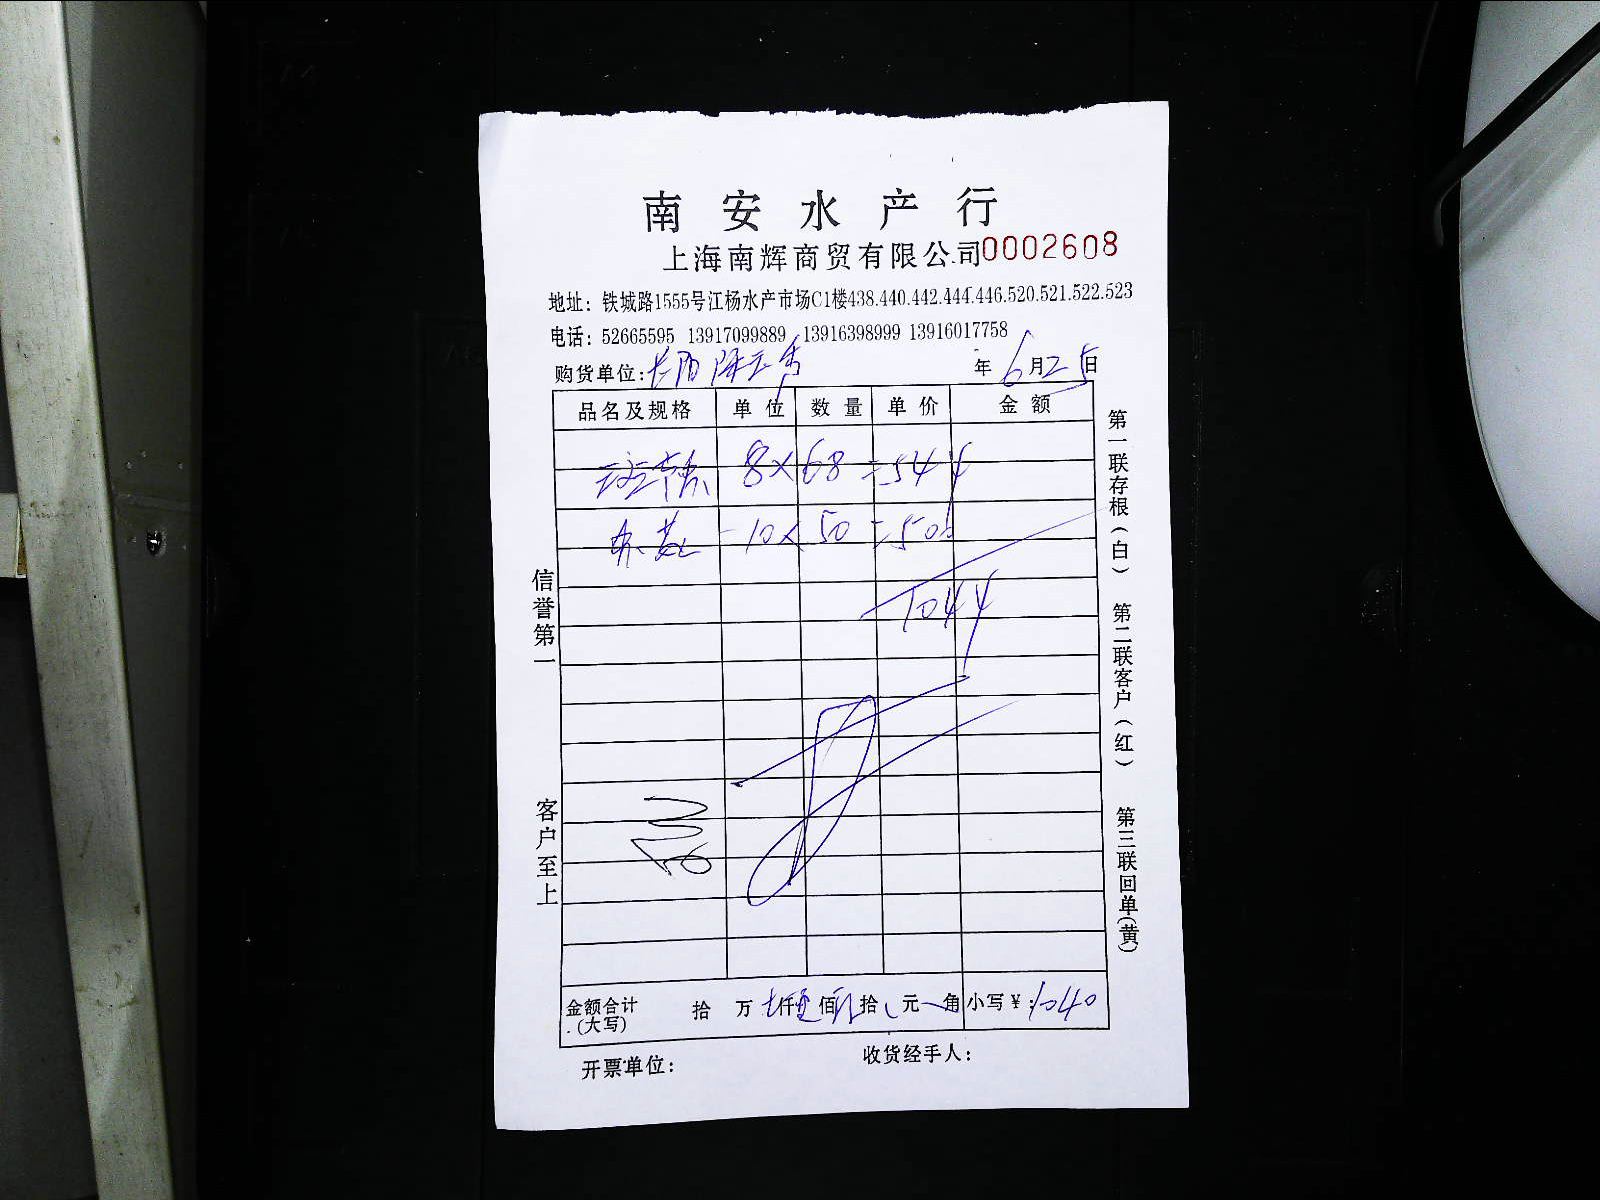 南安水产行
上海南辉商贸有限公司0002608
地址：铁城路1555号江杨水产市场C1楼438.440.442.444.446.520.521.522.523
电话：52665595 13917099889 13916398999 13916017758
购货单位： 年6月25日
品名及规格 单位 数量 单价 金额
8×68=544
10×50=500
1044
金额合计(大写) 拾 万 仟 佰 拾 元 角 小写￥：1040
开票单位： 收货经手人：
信誉第一
客户至上
第一联存根(白) 第二联客户(红) 第三联回单(黄)